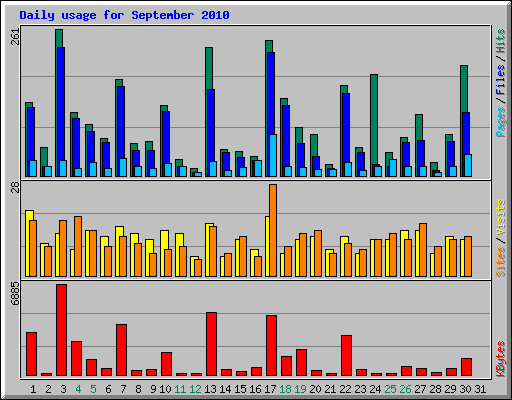 Daily usage for September 2010
261
Pages / Files / Hits
28
Sites / Visits
6885
KBytes
1 2 3 4 5 6 7 8 9 10 11 12 13 14 15 16 17 18 19 20 21 22 23 24 25 26 27 28 29 30 31